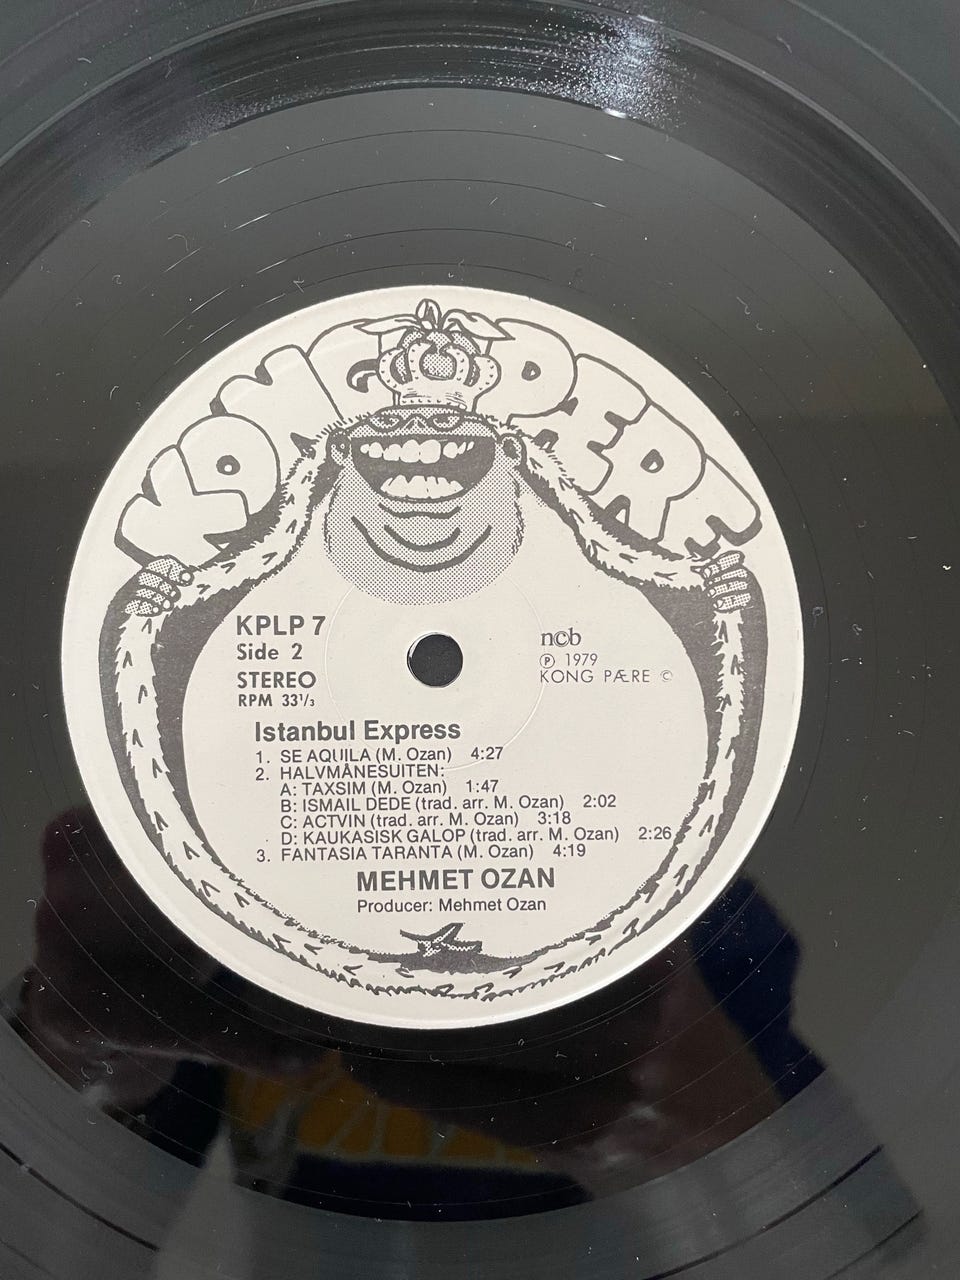 KONG PÆRE
KPLP 7
Side 2
STEREO
RPM 33 1/3
ncb
Ⓟ 1979
KONG PÆRE ©
Istanbul Express
1. SE AQUILA (M. Ozan) 4:27
2. HALVMÅNESUITEN:
A: TAXSIM (M. Ozan) 1:47
B: ISMAIL DEDE (trad. arr. M. Ozan) 2:02
C: ACTVIN (trad. arr. M. Ozan) 3:18
D: KAUKASISK GALOP (trad. arr. M. Ozan) 2:26
3. FANTASIA TARANTA (M. Ozan) 4:19
MEHMET OZAN
Producer: Mehmet Ozan